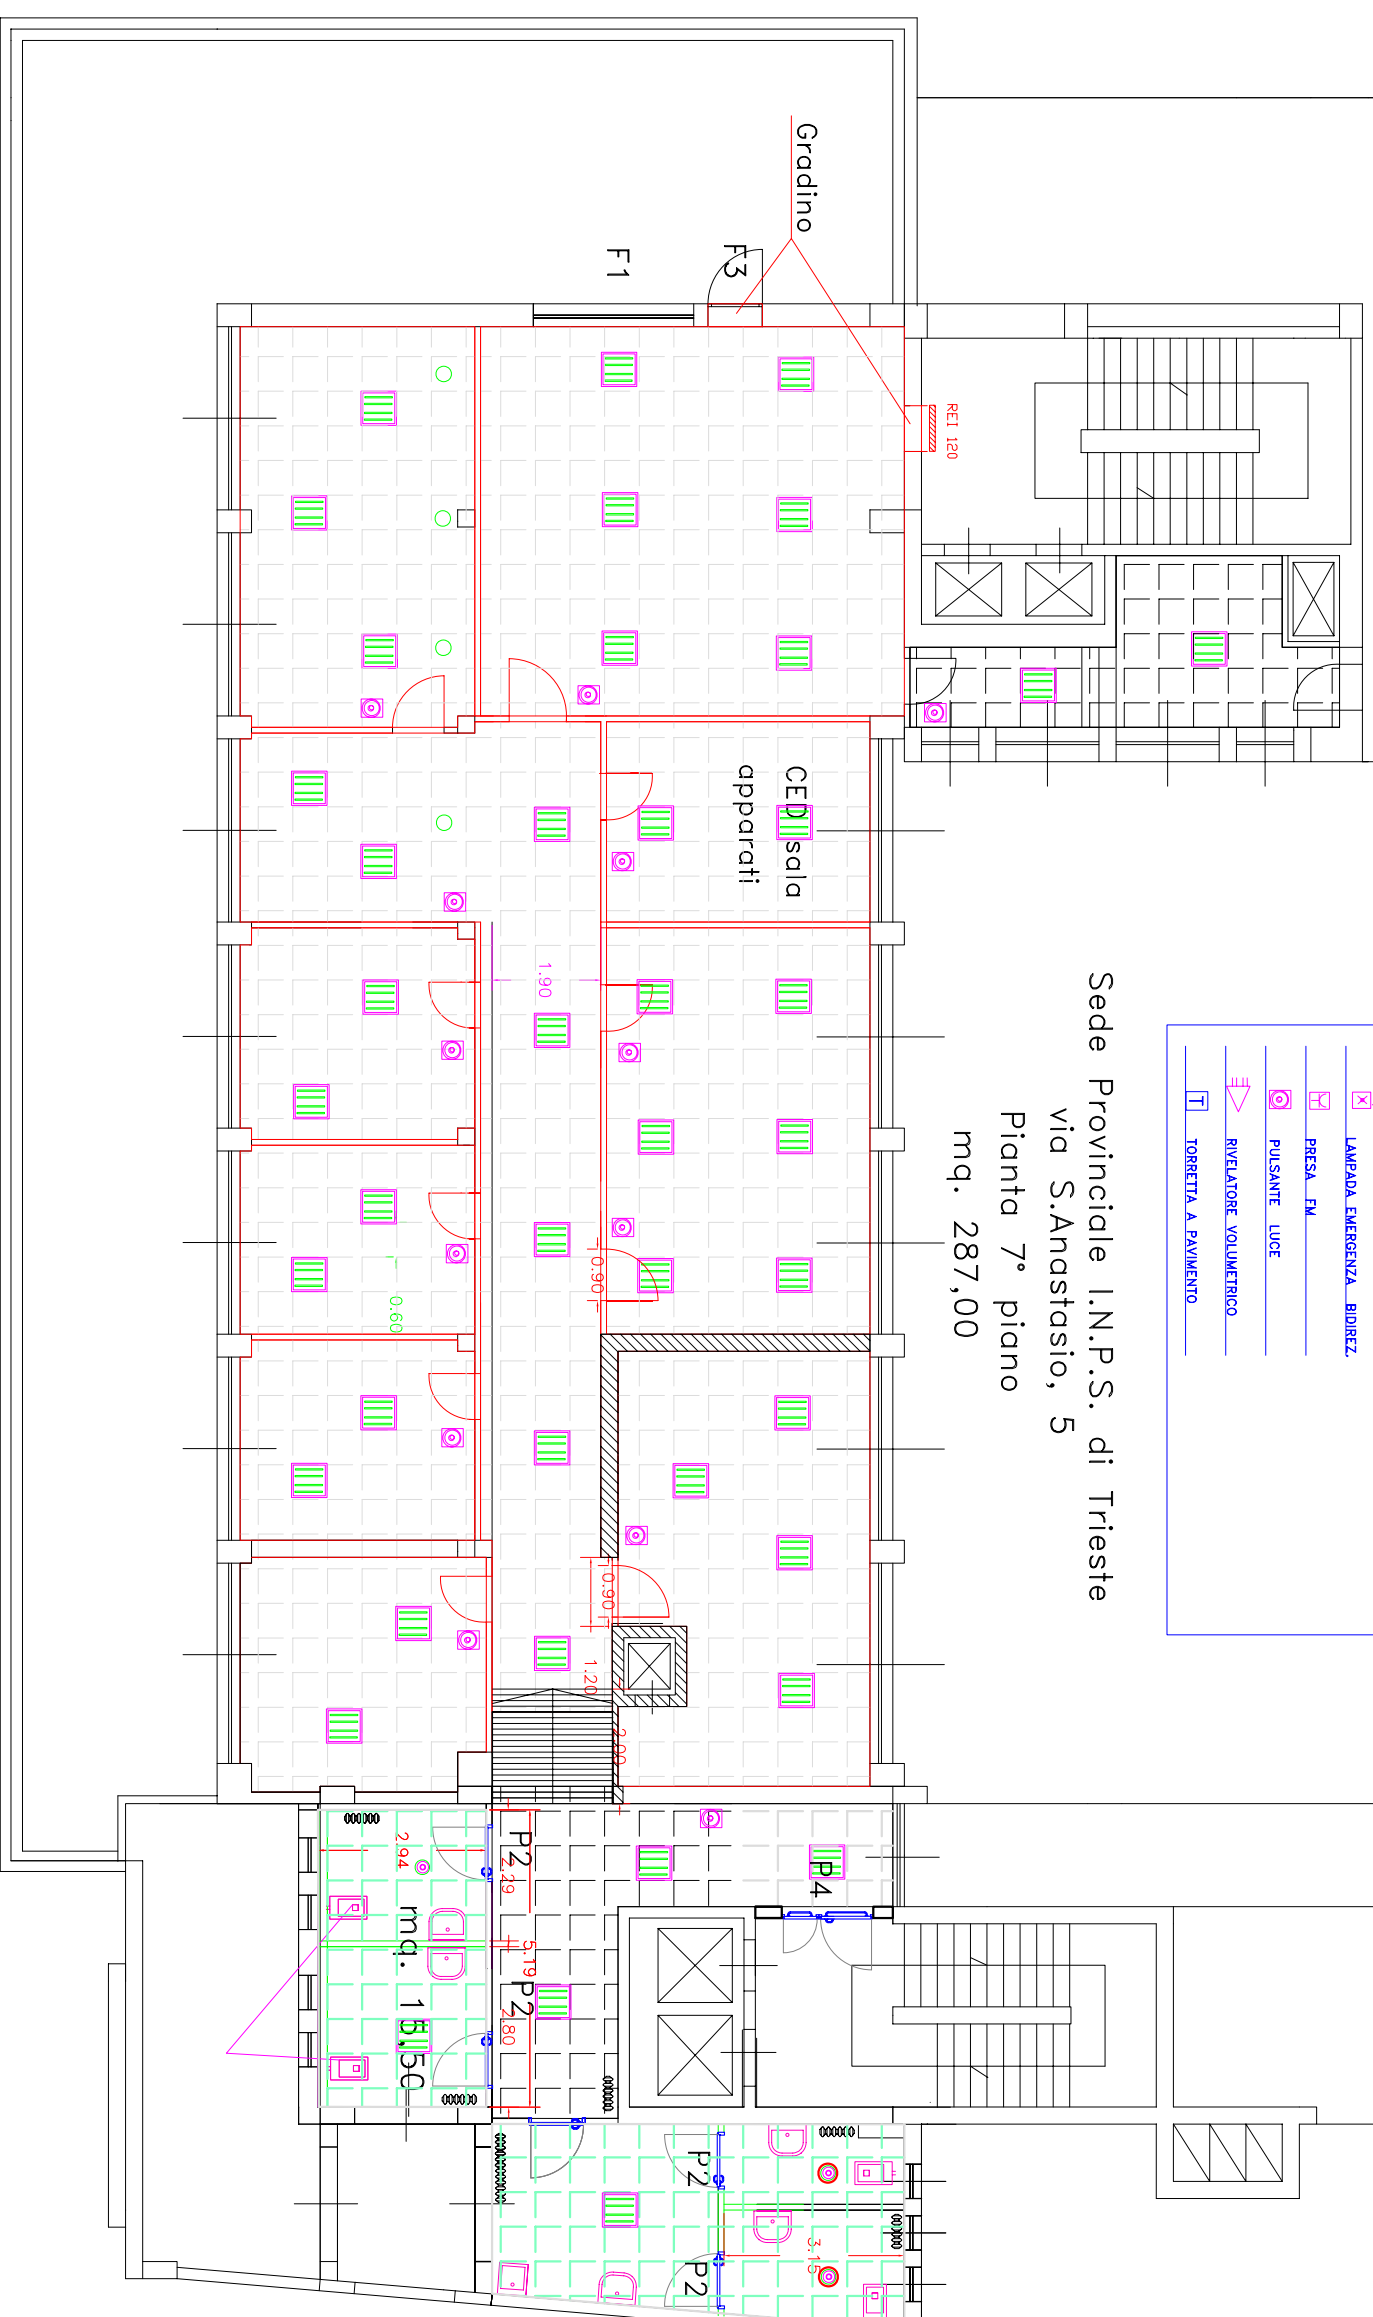 LAMPADA EMERGENZA BIDIREZ.
PRESA FM
PULSANTE LUCE
RIVELATORE VOLUMETRICO
T TORRETTA A PAVIMENTO
Sede Provinciale I.N.P.S. di Trieste
via S.Anastasio, 5
Pianta 7° piano
mq. 287,00
Gradino
F3
F1
REI 120
CED sala
apparati
1.90
0.90
0.60
0.90
1.20
2.00
P4
P2
2.29
2.94
mq. 15,50
5.19
P2
2.80
P2
3.15
P2